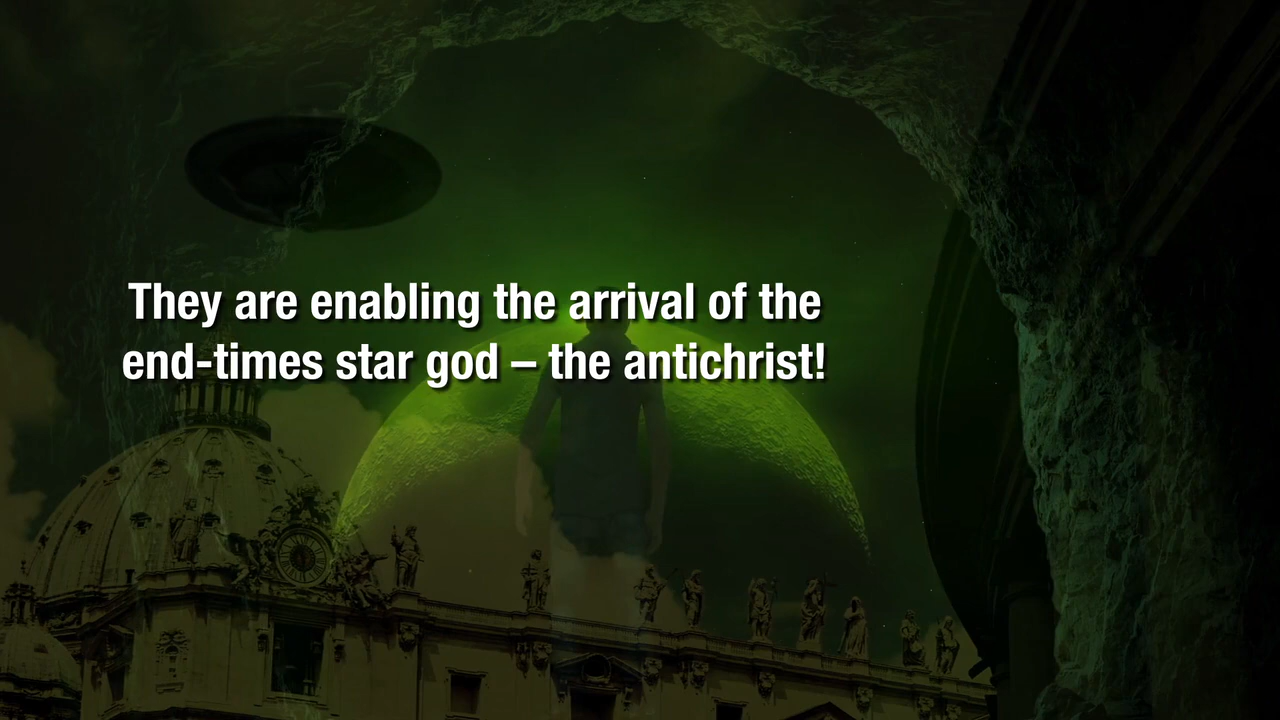 They are enabling the arrival of the
end-times star god – the antichrist!